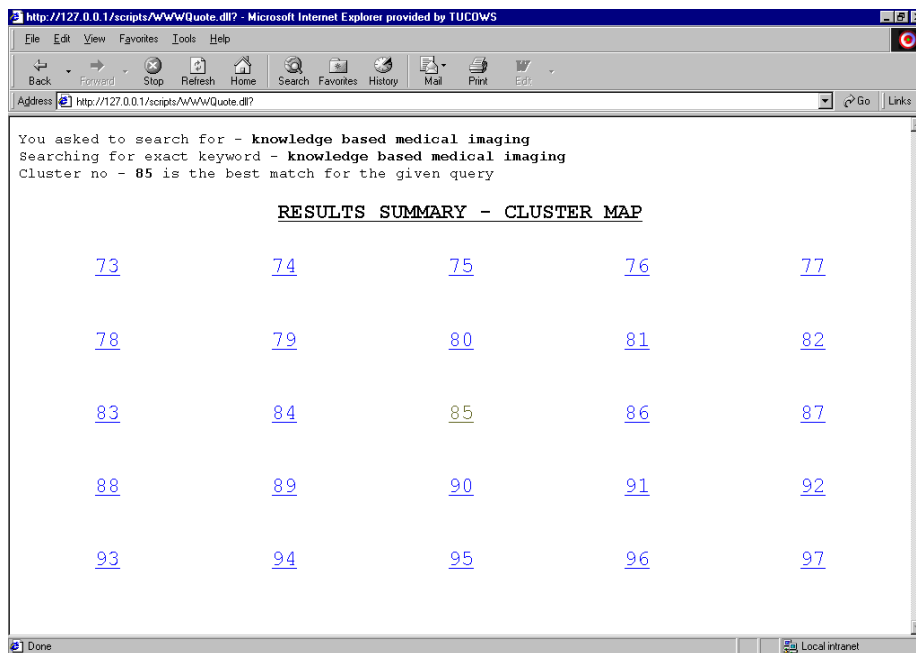 http://127.0.0.1/scripts/WWWQuote.dll? - Microsoft Internet Explorer provided by TUCOWS
File Edit View Favorites Tools Help
Back Forward Stop Refresh Home Search Favorites History Mail Print Edit
Address http://127.0.0.1/scripts/WWWQuote.dll? Go Links
You asked to search for - knowledge based medical imaging
Searching for exact keyword - knowledge based medical imaging
Cluster no - 85 is the best match for the given query
RESULTS SUMMARY - CLUSTER MAP
73 74 75 76 77
78 79 80 81 82
83 84 85 86 87
88 89 90 91 92
93 94 95 96 97
Done Local intranet